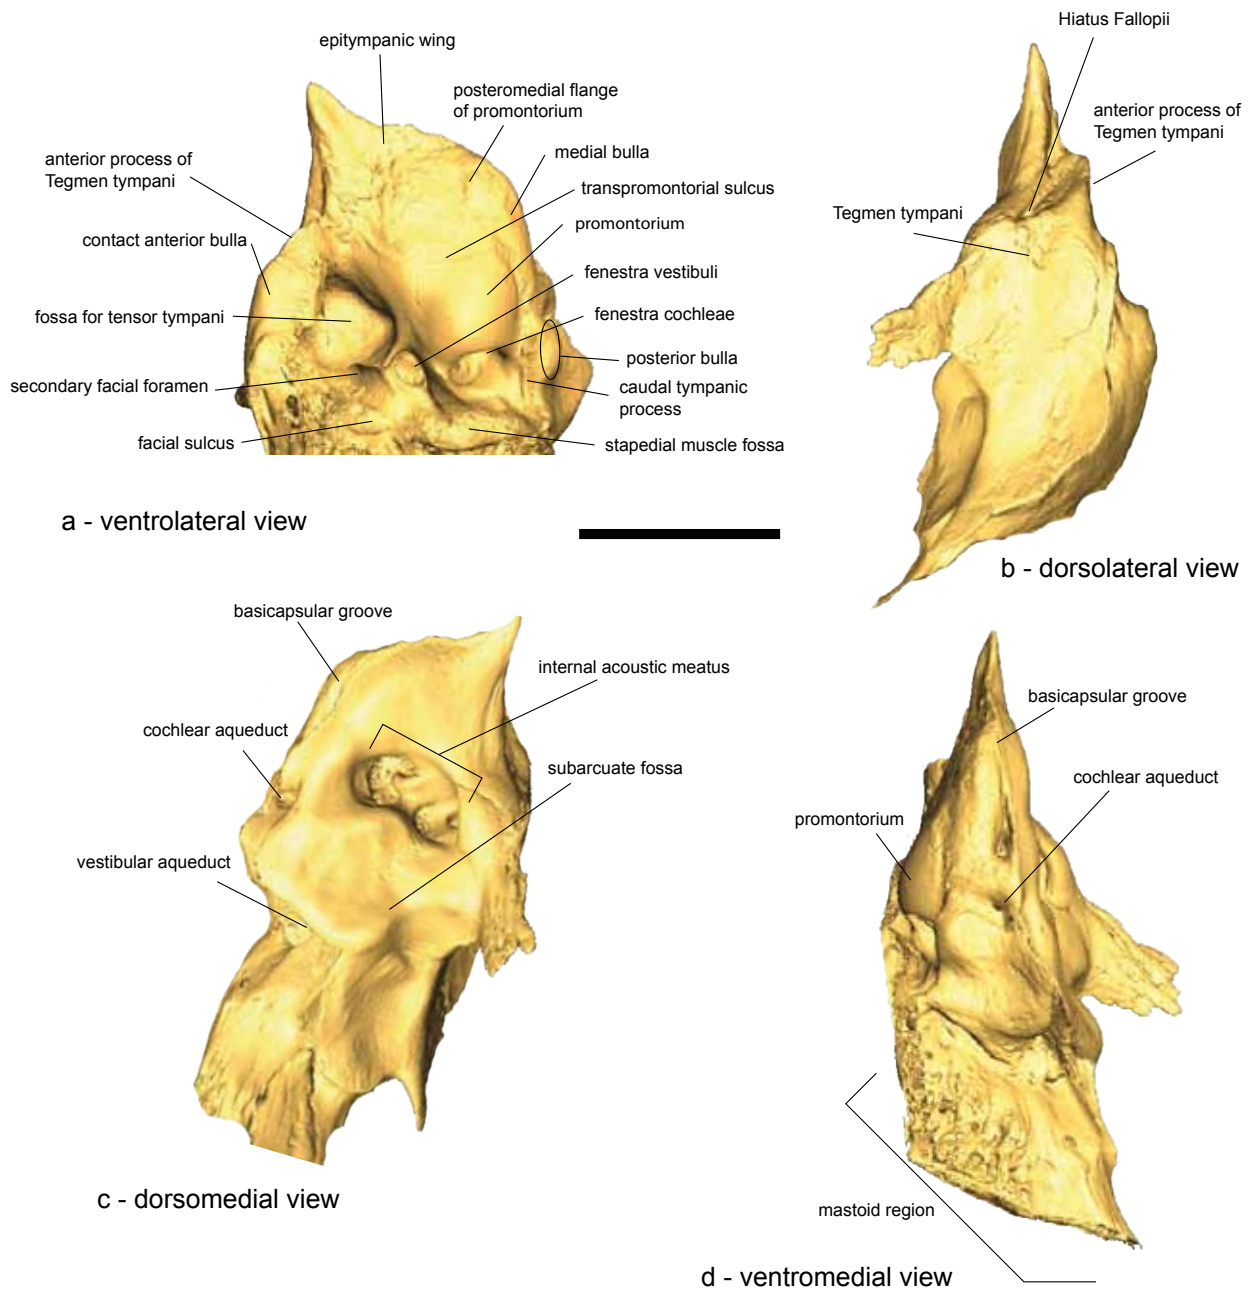 epitympanic wing
posteromedial flange
of promontorium
anterior process of
Tegmen tympani
medial bulla
transpromontorial sulcus
contact anterior bulla
promontorium
fenestra vestibuli
fossa for tensor tympani
fenestra cochleae
posterior bulla
secondary facial foramen
caudal tympanic
process
facial sulcus
stapedial muscle fossa
a - ventrolateral view
Hiatus Fallopii
anterior process of
Tegmen tympani
Tegmen tympani
b - dorsolateral view
basicapsular groove
internal acoustic meatus
cochlear aqueduct
subarcuate fossa
vestibular aqueduct
c - dorsomedial view
basicapsular groove
cochlear aqueduct
promontorium
mastoid region
d - ventromedial view